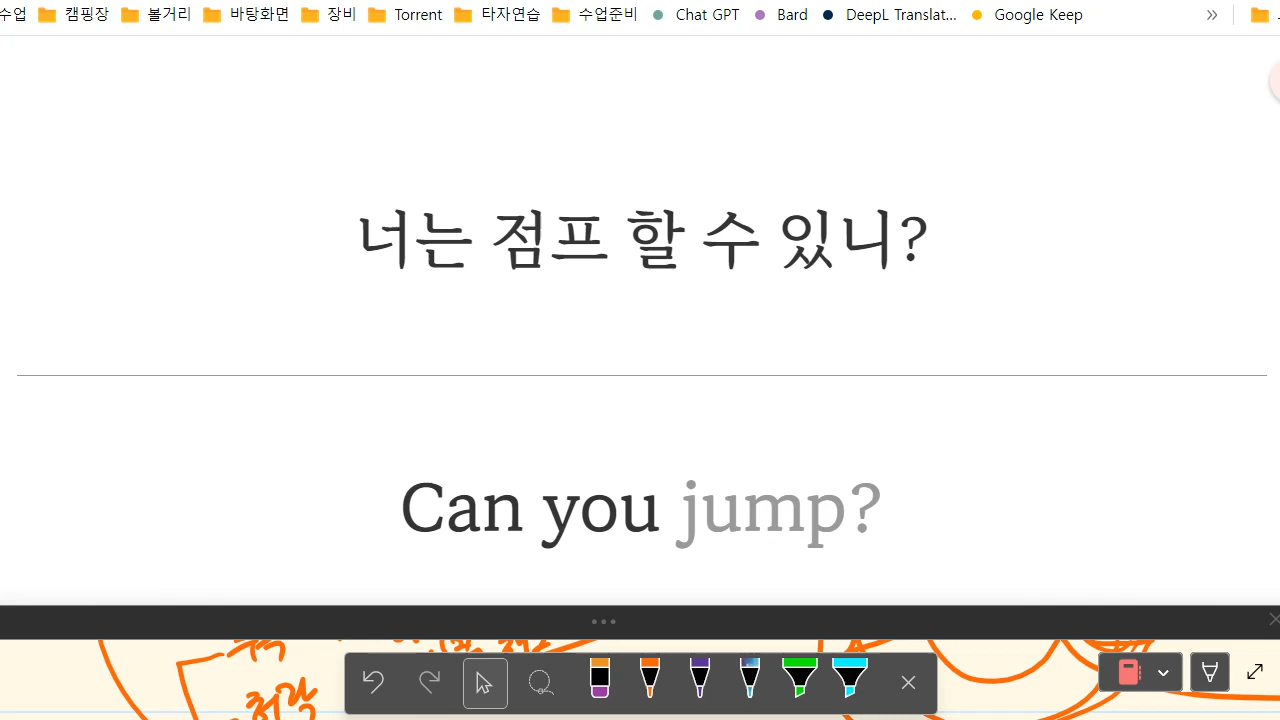 수업 캠핑장 볼거리 바탕화면 장비 Torrent 타자연습 수업준비 Chat GPT Bard DeepL Translat... Google Keep
너는 점프 할 수 있니?
Can you jump?
허락